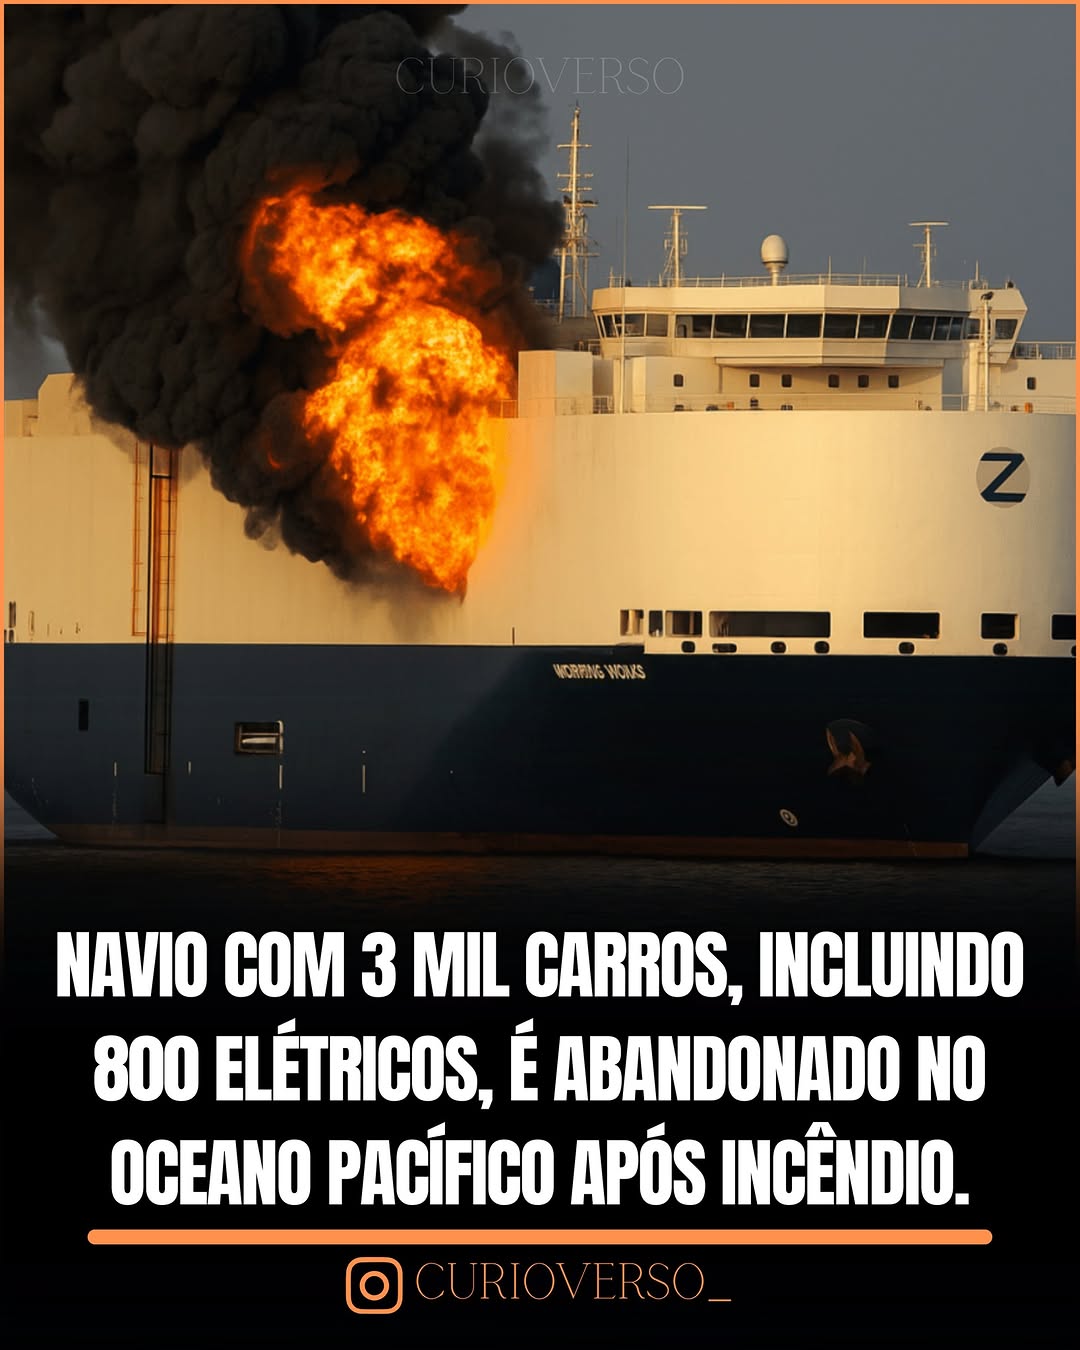 CURIOVERSO
Z
NAVIO COM 3 MIL CARROS, INCLUINDO
800 ELÉTRICOS, É ABANDONADO NO
OCEANO PACÍFICO APÓS INCÊNDIO.
CURIOVERSO_